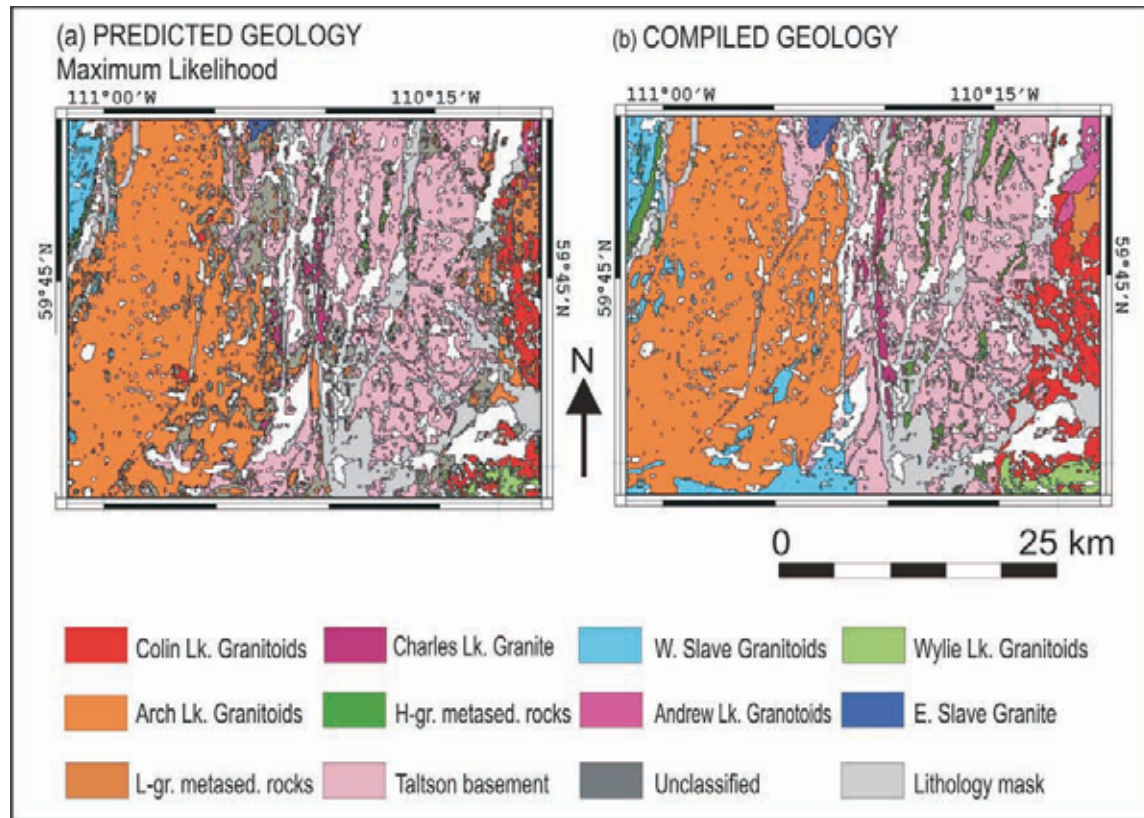 (a) PREDICTED GEOLOGY
Maximum Likelihood
(b) COMPILED GEOLOGY
111°00′W 110°15′W
111°00′W 110°15′W
59°45′N
59°45′N
59°45′N
59°45′N
N
0 25 km
Colin Lk. Granitoids Charles Lk. Granite W. Slave Granitoids Wylie Lk. Granitoids
Arch Lk. Granitoids H-gr. metased. rocks Andrew Lk. Granotoids E. Slave Granite
L-gr. metased. rocks Taltson basement Unclassified Lithology mask